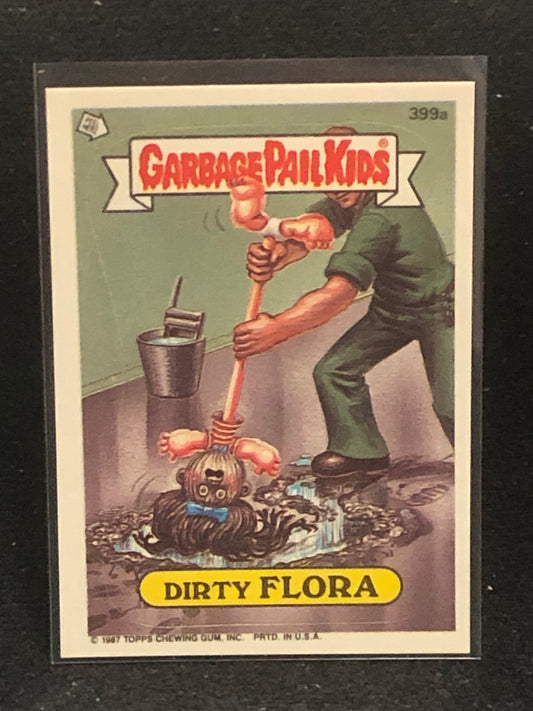 399a
GARBAGE PAIL KIDS®
DIRTY FLORA
© 1987 TOPPS CHEWING GUM, INC. PRTD. IN U.S.A.